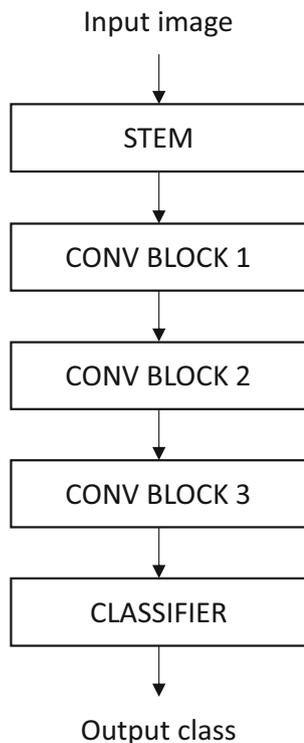 Input image
STEM
CONV BLOCK 1
CONV BLOCK 2
CONV BLOCK 3
CLASSIFIER
Output class